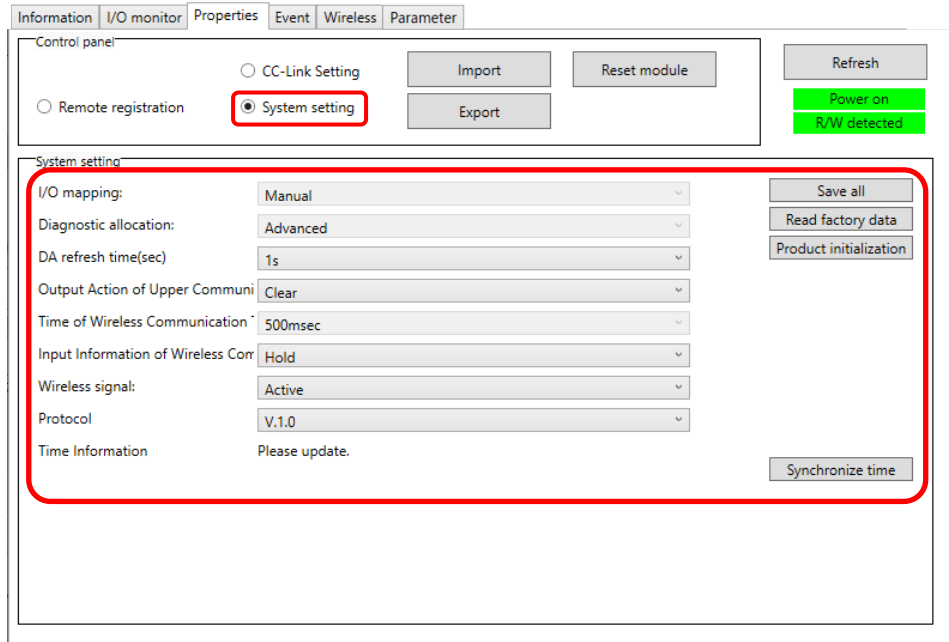 Information I/O monitor Properties Event Wireless Parameter
Control panel
CC-Link Setting Import Reset module Refresh
Remote registration System setting Export Power on
R/W detected
System setting
I/O mapping: Manual Save all
Diagnostic allocation: Advanced Read factory data
DA refresh time(sec) 1s Product initialization
Output Action of Upper Communi Clear
Time of Wireless Communication 500msec
Input Information of Wireless Com Hold
Wireless signal: Active
Protocol V.1.0
Time Information Please update.
Synchronize time